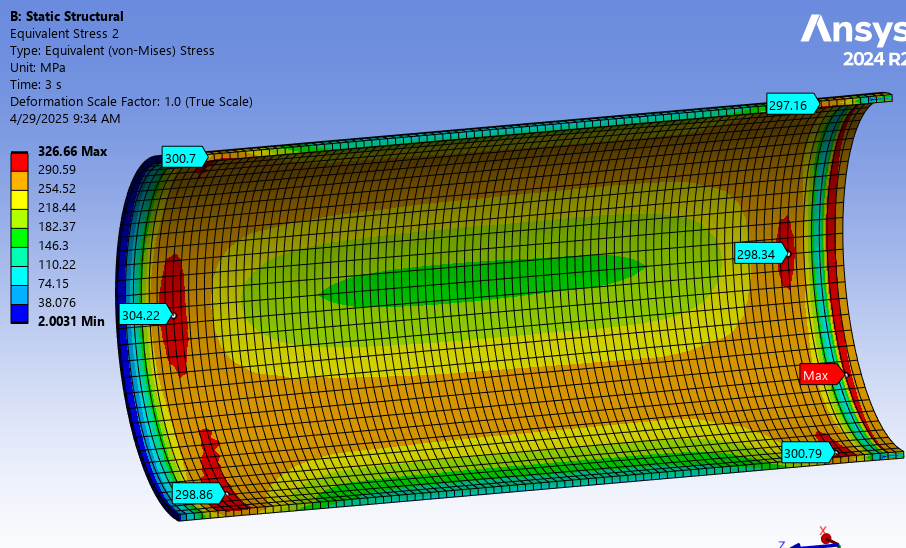 B: Static Structural
Equivalent Stress 2
Type: Equivalent (von-Mises) Stress
Unit: MPa
Time: 3 s
Deformation Scale Factor: 1.0 (True Scale)
4/29/2025 9:34 AM
Ansys
2024 R2
326.66 Max
290.59
254.52
218.44
182.37
146.3
110.22
74.15
38.076
2.0031 Min
297.16
300.7
298.34
304.22
Max
300.79
298.86
X
Z